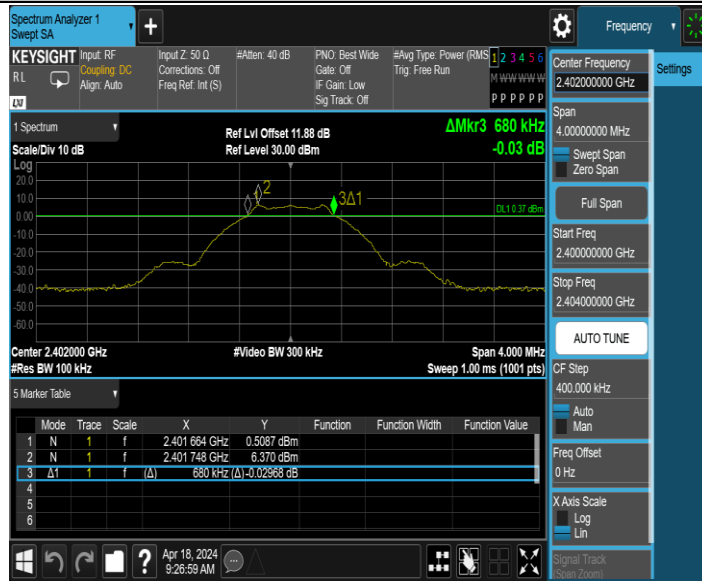 Spectrum Analyzer 1
Swept SA
+
Frequency
KEYSIGHT
RL
LXI
Input: RF
Coupling: DC
Align: Auto
Input Z: 50 Ω
Corrections: Off
Freq Ref: Int (S)
#Atten: 40 dB
PNO: Best Wide
Gate: Off
IF Gain: Low
Sig Track: Off
#Avg Type: Power (RMS
Trig: Free Run
1 2 3 4 5 6
M W W W W W
P P P P P P
Center Frequency
2.402000000 GHz
Settings
Span
4.00000000 MHz
Swept Span
Zero Span
Full Span
Start Freq
2.400000000 GHz
Stop Freq
2.404000000 GHz
AUTO TUNE
CF Step
400.000 kHz
Auto
Man
Freq Offset
0 Hz
X Axis Scale
Log
Lin
Signal Track
(Span Zoom)
1 Spectrum
Scale/Div 10 dB
Ref Lvl Offset 11.88 dB
Ref Level 30.00 dBm
ΔMkr3 680 kHz
-0.03 dB
Log
20.0
10.0
0.00
-10.0
-20.0
-30.0
-40.0
-50.0
-60.0
2
3Δ1
DL1 0.37 dBm
Center 2.402000 GHz
#Res BW 100 kHz
#Video BW 300 kHz
Span 4.000 MHz
Sweep 1.00 ms (1001 pts)
5 Marker Table
Mode Trace Scale X Y Function Function Width Function Value
1 N 1 f 2.401 664 GHz 0.5087 dBm
2 N 1 f 2.401 748 GHz 6.370 dBm
3 Δ1 1 f (Δ) 680 kHz (Δ) -0.02968 dB
4
5
6
?
Apr 18, 2024
9:26:59 AM